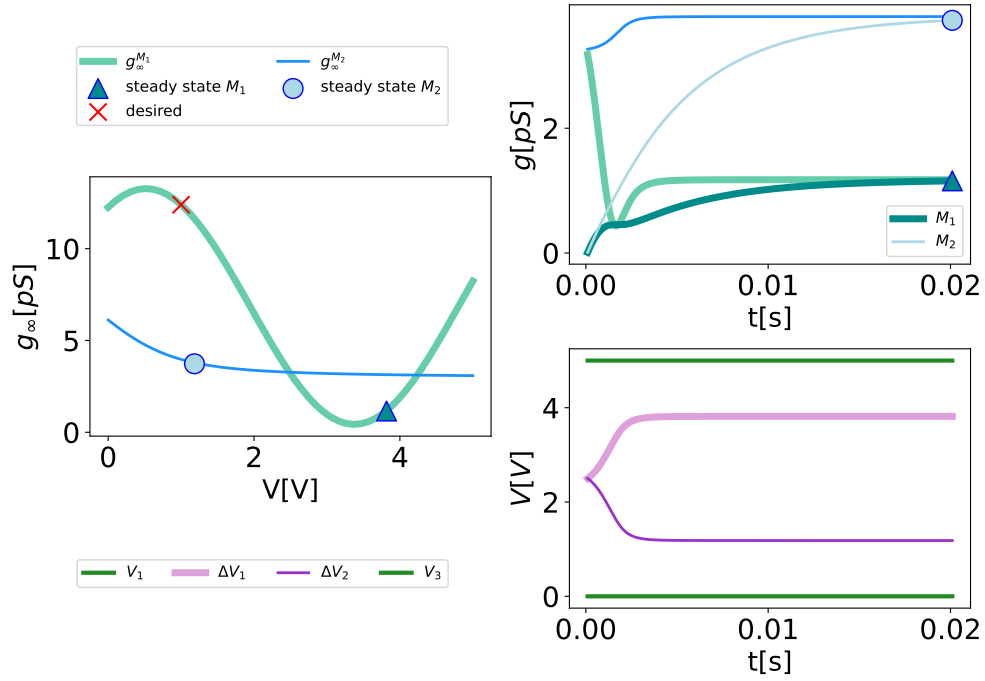 g∞^M₁
g∞^M₂
steady state M₁
steady state M₂
desired
10
5
0
g∞[pS]
0
2
4
V[V]
V₁
ΔV₁
ΔV₂
V₃
2
0
g[pS]
M₁
M₂
0.00
0.01
0.02
t[s]
4
2
0
V[V]
0.00
0.01
0.02
t[s]